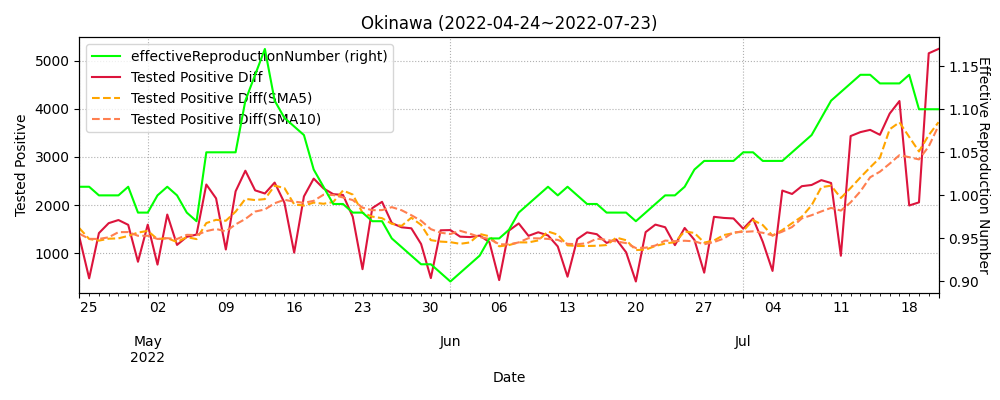 Okinawa (2022-04-24~2022-07-23)
effectiveReproductionNumber (right)
Tested Positive Diff
Tested Positive Diff(SMA5)
Tested Positive Diff(SMA10)
Tested Positive
5000
4000
3000
2000
1000
Effective Reproduction Number
1.15
1.10
1.05
1.00
0.95
0.90
25 02 09 16 23 30 06 13 20 27 04 11 18
May Jun Jul
2022
Date